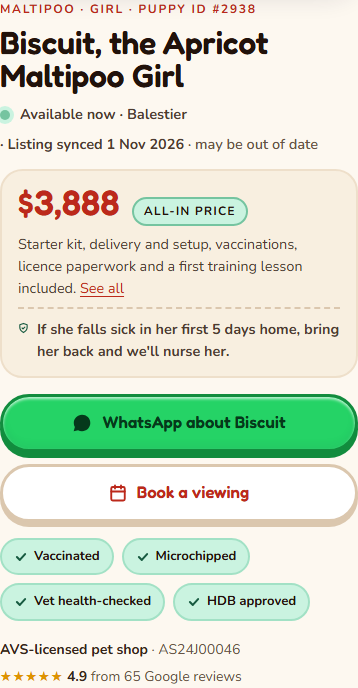 MALTIPOO · GIRL · PUPPY ID #2938
Biscuit, the Apricot
Maltipoo Girl
Available now · Balestier
· Listing synced 1 Nov 2026 · may be out of date
$3,888 ALL-IN PRICE
Starter kit, delivery and setup, vaccinations,
licence paperwork and a first training lesson
included. See all
If she falls sick in her first 5 days home, bring
her back and we'll nurse her.
WhatsApp about Biscuit
Book a viewing
Vaccinated Microchipped
Vet health-checked HDB approved
AVS-licensed pet shop · AS24J00046
★★★★★ 4.9 from 65 Google reviews